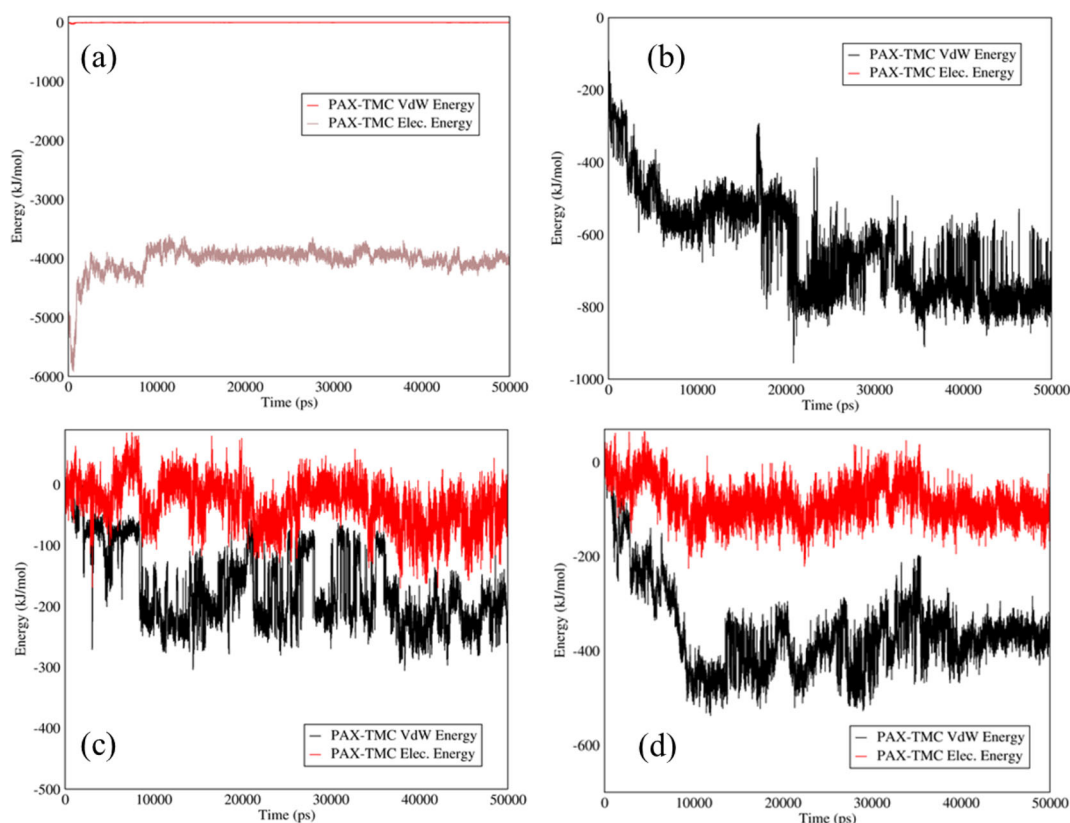 (a)
0
-1000
-2000
-3000
-4000
-5000
-6000
Energy (kJ/mol)
PAX-TMC VdW Energy
PAX-TMC Elec. Energy
0 10000 20000 30000 40000 50000
Time (ps)
(b)
0
-200
-400
-600
-800
-1000
Energy (kJ/mol)
PAX-TMC VdW Energy
PAX-TMC Elec. Energy
0 10000 20000 30000 40000 50000
Time (ps)
(c)
0
-100
-200
-300
-400
-500
Energy (kJ/mol)
PAX-TMC VdW Energy
PAX-TMC Elec. Energy
0 10000 20000 30000 40000 50000
Time (ps)
(d)
0
-200
-400
-600
Energy (kJ/mol)
PAX-TMC VdW Energy
PAX-TMC Elec. Energy
0 10000 20000 30000 40000 50000
Time (ps)